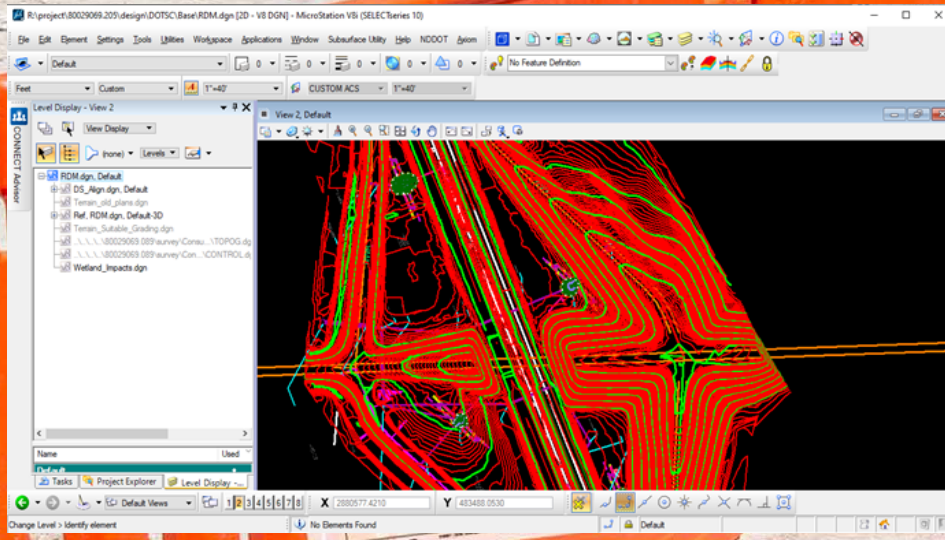 R:\project\80029069.205\design\DOTSC\Base\RDM.dgn [2D - V8 DGN] - MicroStation V8i (SELECTseries 10)
File Edit Element Settings Tools Utilities Workspace Applications Window Subsurface Utility Help NDDOT Axiom
Default 0 0 0 0 0 No Feature Definition
Feet Custom 1"=40' CUSTOM ACS 1"=40'
CONNECT Advisor
Level Display - View 2
View Display
(none) Levels
RDM.dgn, Default
DS_Align.dgn, Default
Terrain_old_plans.dgn
Ref, RDM.dgn, Default-3D
Terrain_Suitable_Grading.dgn
..\..\..\..\80029069.089\survey\Consu...\TOPOG.dg
..\..\..\..\80029069.089\survey\Con...\CONTROL.d
Wetland_Impacts.dgn
Name Used
Default
Tasks Project Explorer Level Display -...
View 2, Default
Default Views 1 2 3 4 5 6 7 8 X 2880577.4210 Y 483488.0530
Change Level > Identify element No Elements Found Default